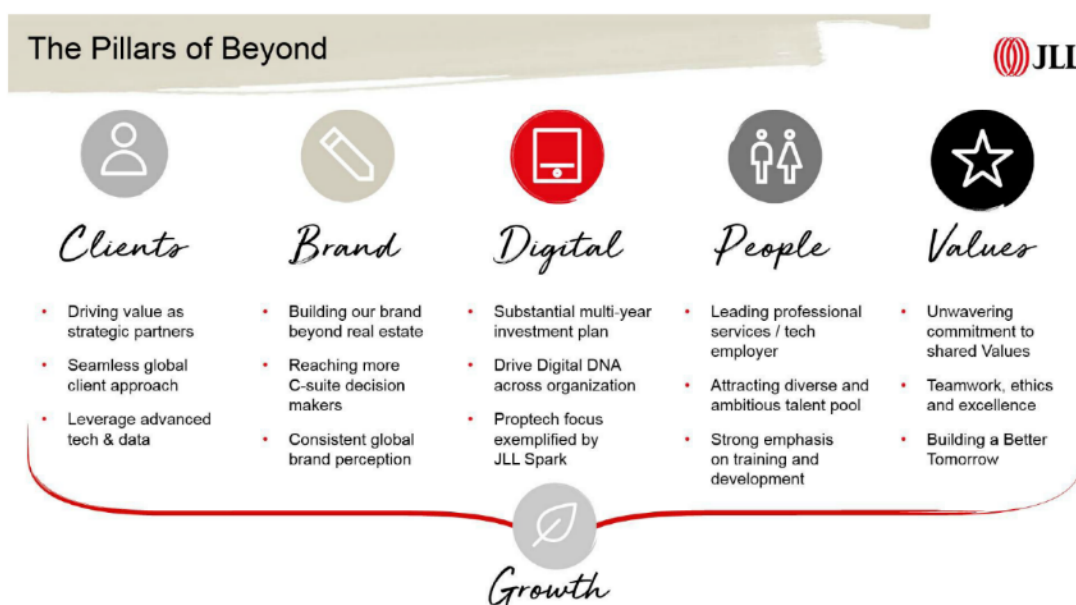 The Pillars of Beyond
JLL
Clients
• Driving value as
strategic partners
• Seamless global
client approach
• Leverage advanced
tech & data
Brand
• Building our brand
beyond real estate
• Reaching more
C-suite decision
makers
• Consistent global
brand perception
Digital
• Substantial multi-year
investment plan
• Drive Digital DNA
across organization
• Proptech focus
exemplified by
JLL Spark
People
• Leading professional
services / tech
employer
• Attracting diverse and
ambitious talent pool
• Strong emphasis
on training and
development
Values
• Unwavering
commitment to
shared Values
• Teamwork, ethics
and excellence
• Building a Better
Tomorrow
Growth